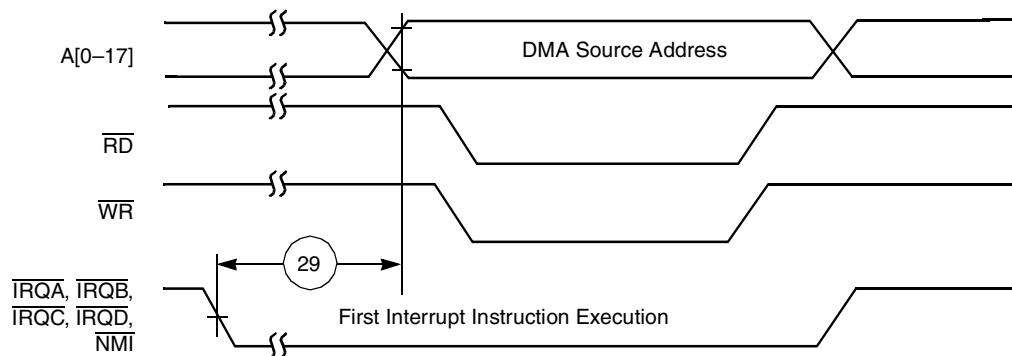 A[0–17]
DMA Source Address
RD
WR
29
IRQA, IRQB,
IRQC, IRQD,
NMI
First Interrupt Instruction Execution